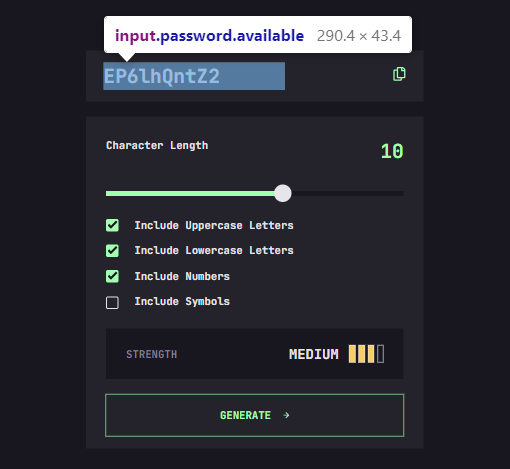 input.password.available 290.4 × 43.4
EP6lhQntZ2
Character Length 10
Include Uppercase Letters
Include Lowercase Letters
Include Numbers
Include Symbols
STRENGTH MEDIUM
GENERATE →